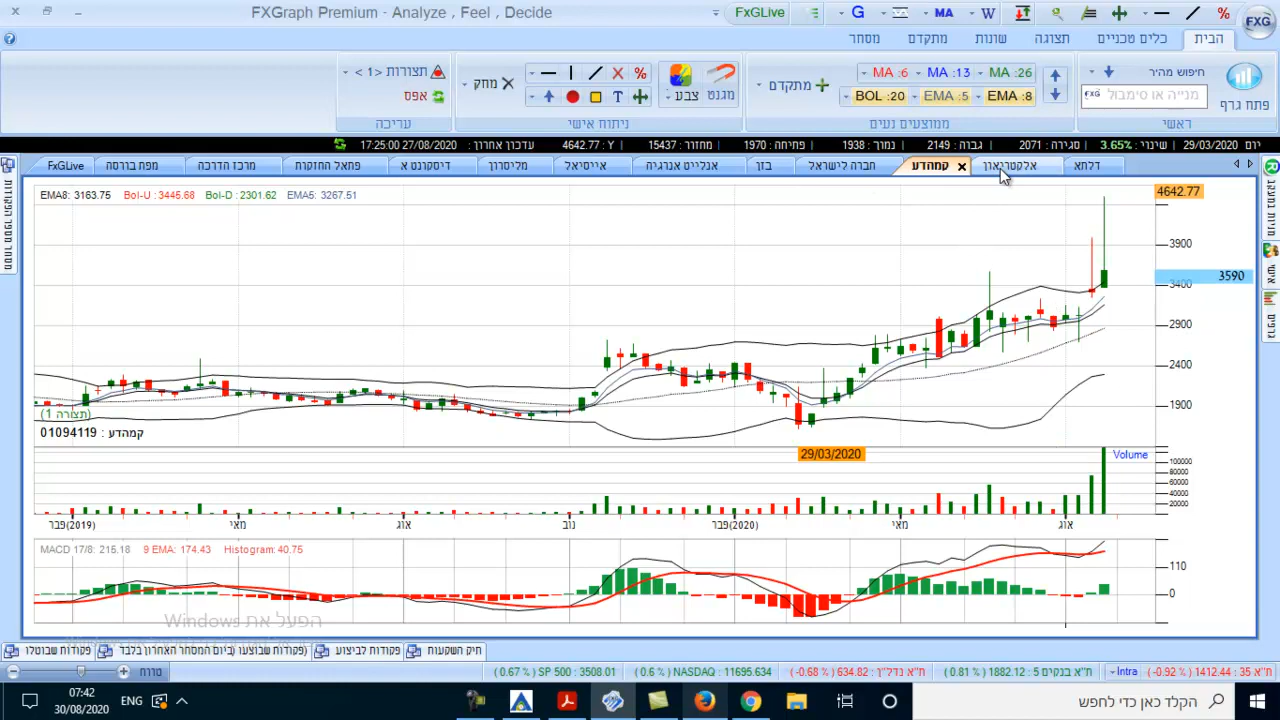 FXGraph Premium - Analyze , Feel , Decide
FxGLive
G
MA
W
%
FXG
הבית
כלים טכניים
תצוגה
שונות
מתקדם
מסחר
פתח גרף
חיפוש מהיר
מנייה או סימבול
FXG
ראשי
MA :6
MA :13
MA :26
BOL :20
EMA :5
EMA :8
מתקדם
ממוצעים נעים
מגנט
צבע
%
T
מחק
ניתוח אישי
תצורות <1 >
אפס
עריכה
יום 29/03/2020 שינוי: 3.65% סגירה: 2071 גבוה: 2149 נמוך: 1938 פתיחה: 1970 מחזור: 15437 Y : 4642.77 עדכון אחרון: 27/08/2020 17:25:00
דלתא
אלקטריאון
קמהדע
חברה לישראל
בזן
אנלייט אנרגיה
אייסיאל
מליסרון
דיסקונט א
פתאל החזקות
מרכז הדרכה
מפת בורסה
FxGLive
EMA8: 3163.75 Bol-U : 3445.68 Bol-D : 2301.62 EMA5: 3267.51
4642.77
3900
3590
3400
2900
2400
1900
(תצורה 1)
קמהדע : 01094119
29/03/2020
Volume
100000
80000
60000
40000
20000
פבר(2019)
מאי
אוג
נוב
פבר(2020)
מאי
אוג
MACD 17/8: 215.18 9 EMA: 174.43 Histogram: 40.75
110
0
הפעל את Windows
תיק השקעות
פקודות לביצוע
פקודות שבוצעו (ביום המסחר האחרון בלבד)
פקודות שבוטלו
טווח
SP 500 : 3508.01 ( % 0.67 )
NASDAQ : 11695.634 ( % 0.6 )
ת''א נדל''ן : 634.82 ( % -0.68 )
ת''א בנקים 5 : 1882.12 ( % 0.81 )
Intra
ת''א 35 : 1412.44 ( % -0.92 )
07:42
30/08/2020
ENG
הקלד כאן כדי לחפש